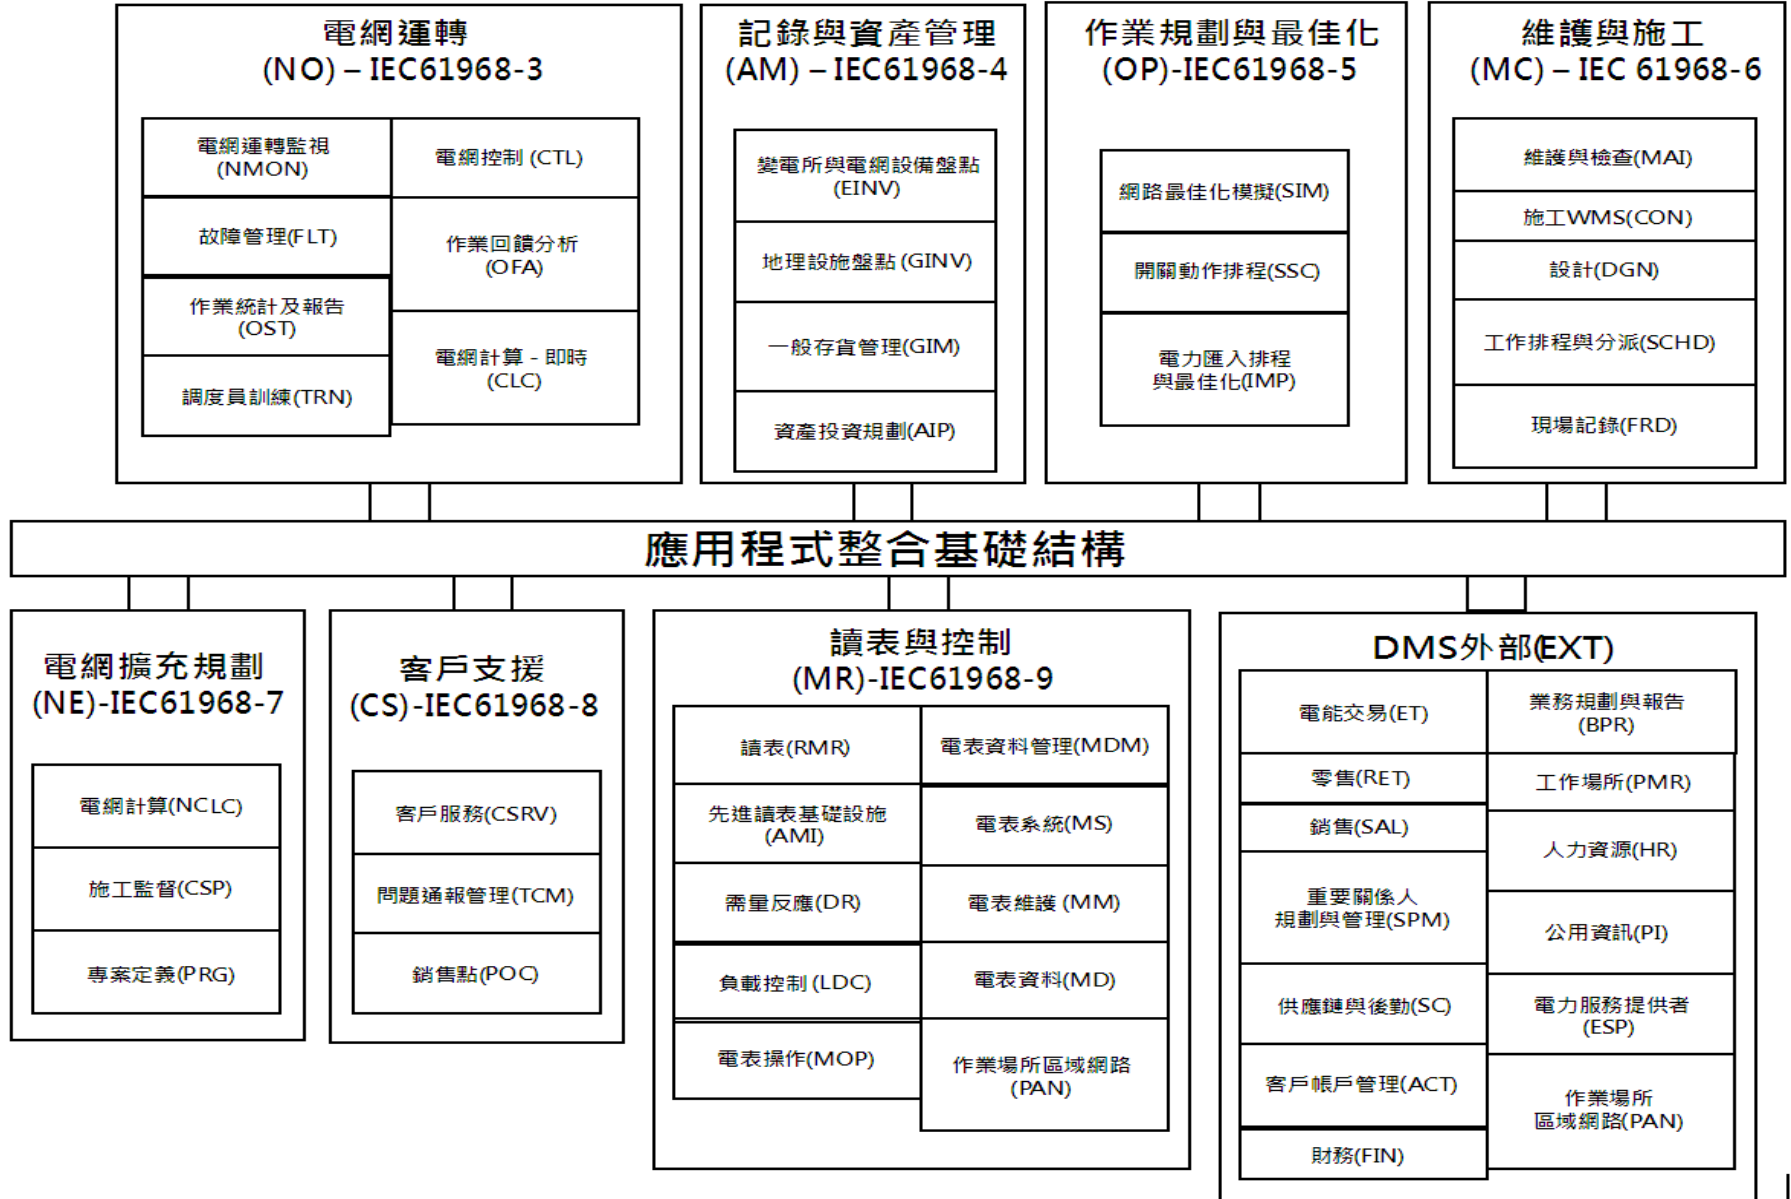 電網運轉
(NO) – IEC61968-3
電網運轉監視
(NMON)
電網控制 (CTL)
故障管理(FLT)
作業回饋分析
(OFA)
作業統計及報告
(OST)
電網計算 - 即時
(CLC)
調度員訓練(TRN)
記錄與資產管理
(AM) – IEC61968-4
變電所與電網設備盤點
(EINV)
地理設施盤點 (GINV)
一般存貨管理(GIM)
資產投資規劃(AIP)
作業規劃與最佳化
(OP)-IEC61968-5
網路最佳化模擬(SIM)
開關動作排程(SSC)
電力匯入排程
與最佳化(IMP)
維護與施工
(MC) – IEC 61968-6
維護與檢查(MAI)
施工WMS(CON)
設計(DGN)
工作排程與分派(SCHD)
現場記錄(FRD)
應用程式整合基礎結構
電網擴充規劃
(NE)-IEC61968-7
電網計算(NCLC)
施工監督(CSP)
專案定義(PRG)
客戶支援
(CS)-IEC61968-8
客戶服務(CSRV)
問題通報管理(TCM)
銷售點(POC)
讀表與控制
(MR)-IEC61968-9
讀表(RMR)
電表資料管理(MDM)
先進讀表基礎設施
(AMI)
電表系統(MS)
需量反應(DR)
電表維護 (MM)
負載控制 (LDC)
電表資料(MD)
電表操作(MOP)
作業場所區域網路
(PAN)
DMS外部(EXT)
電能交易(ET)
業務規劃與報告
(BPR)
零售(RET)
工作場所(PMR)
銷售(SAL)
人力資源(HR)
重要關係人
規劃與管理(SPM)
公用資訊(PI)
供應鏈與後勤(SC)
電力服務提供者
(ESP)
客戶帳戶管理(ACT)
作業場所
區域網路(PAN)
財務(FIN)